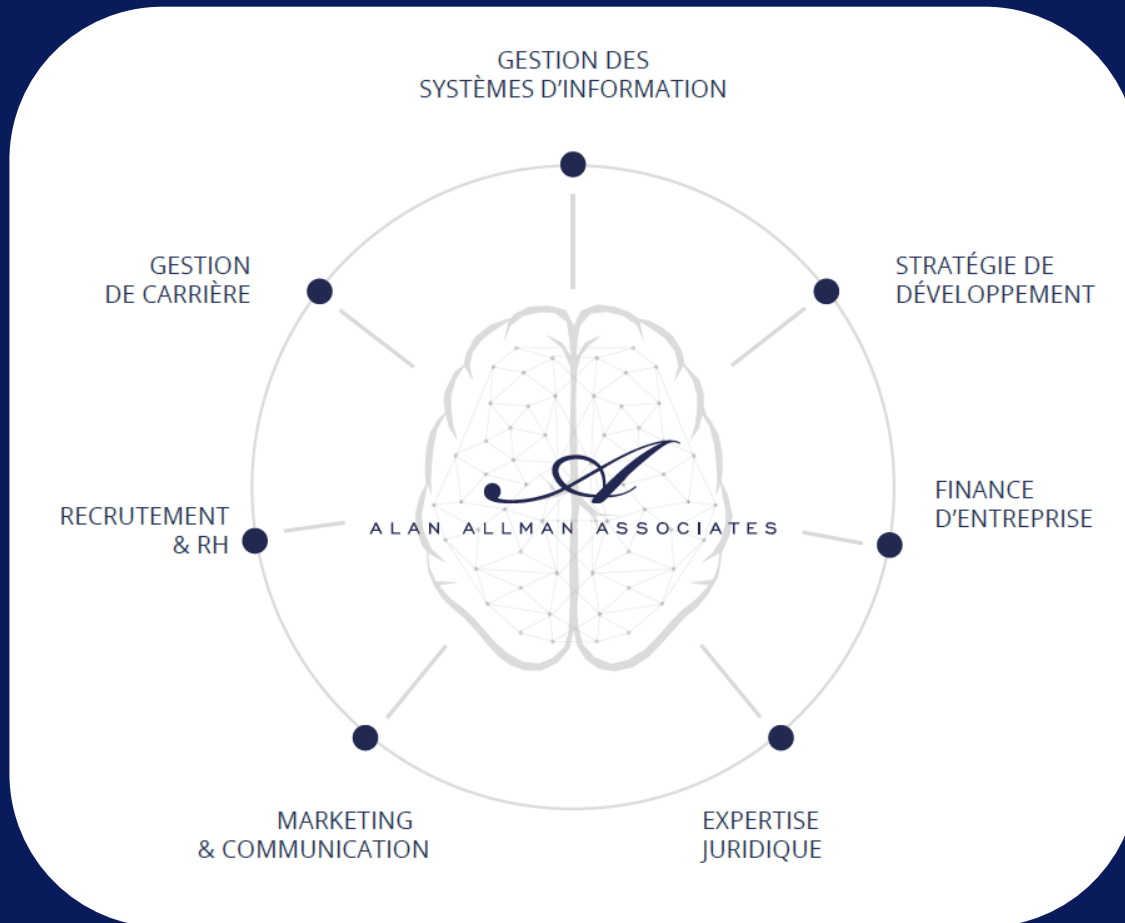 GESTION DES
SYSTÈMES D'INFORMATION
GESTION
DE CARRIÈRE
STRATÉGIE DE
DÉVELOPPEMENT
RECRUTEMENT
& RH
A
ALAN ALLMAN ASSOCIATES
FINANCE
D'ENTREPRISE
MARKETING
& COMMUNICATION
EXPERTISE
JURIDIQUE